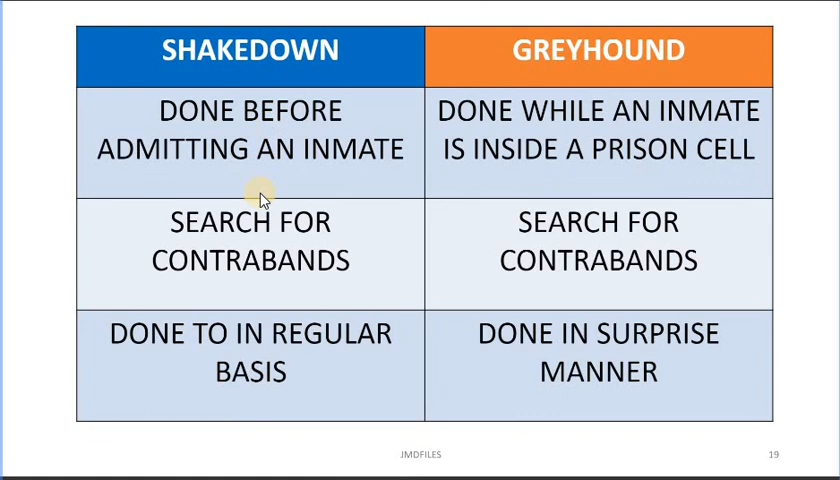 SHAKEDOWN
GREYHOUND
DONE BEFORE
ADMITTING AN INMATE
DONE WHILE AN INMATE
IS INSIDE A PRISON CELL
SEARCH FOR
CONTRABANDS
SEARCH FOR
CONTRABANDS
DONE TO IN REGULAR
BASIS
DONE IN SURPRISE
MANNER
JMDFILES
19